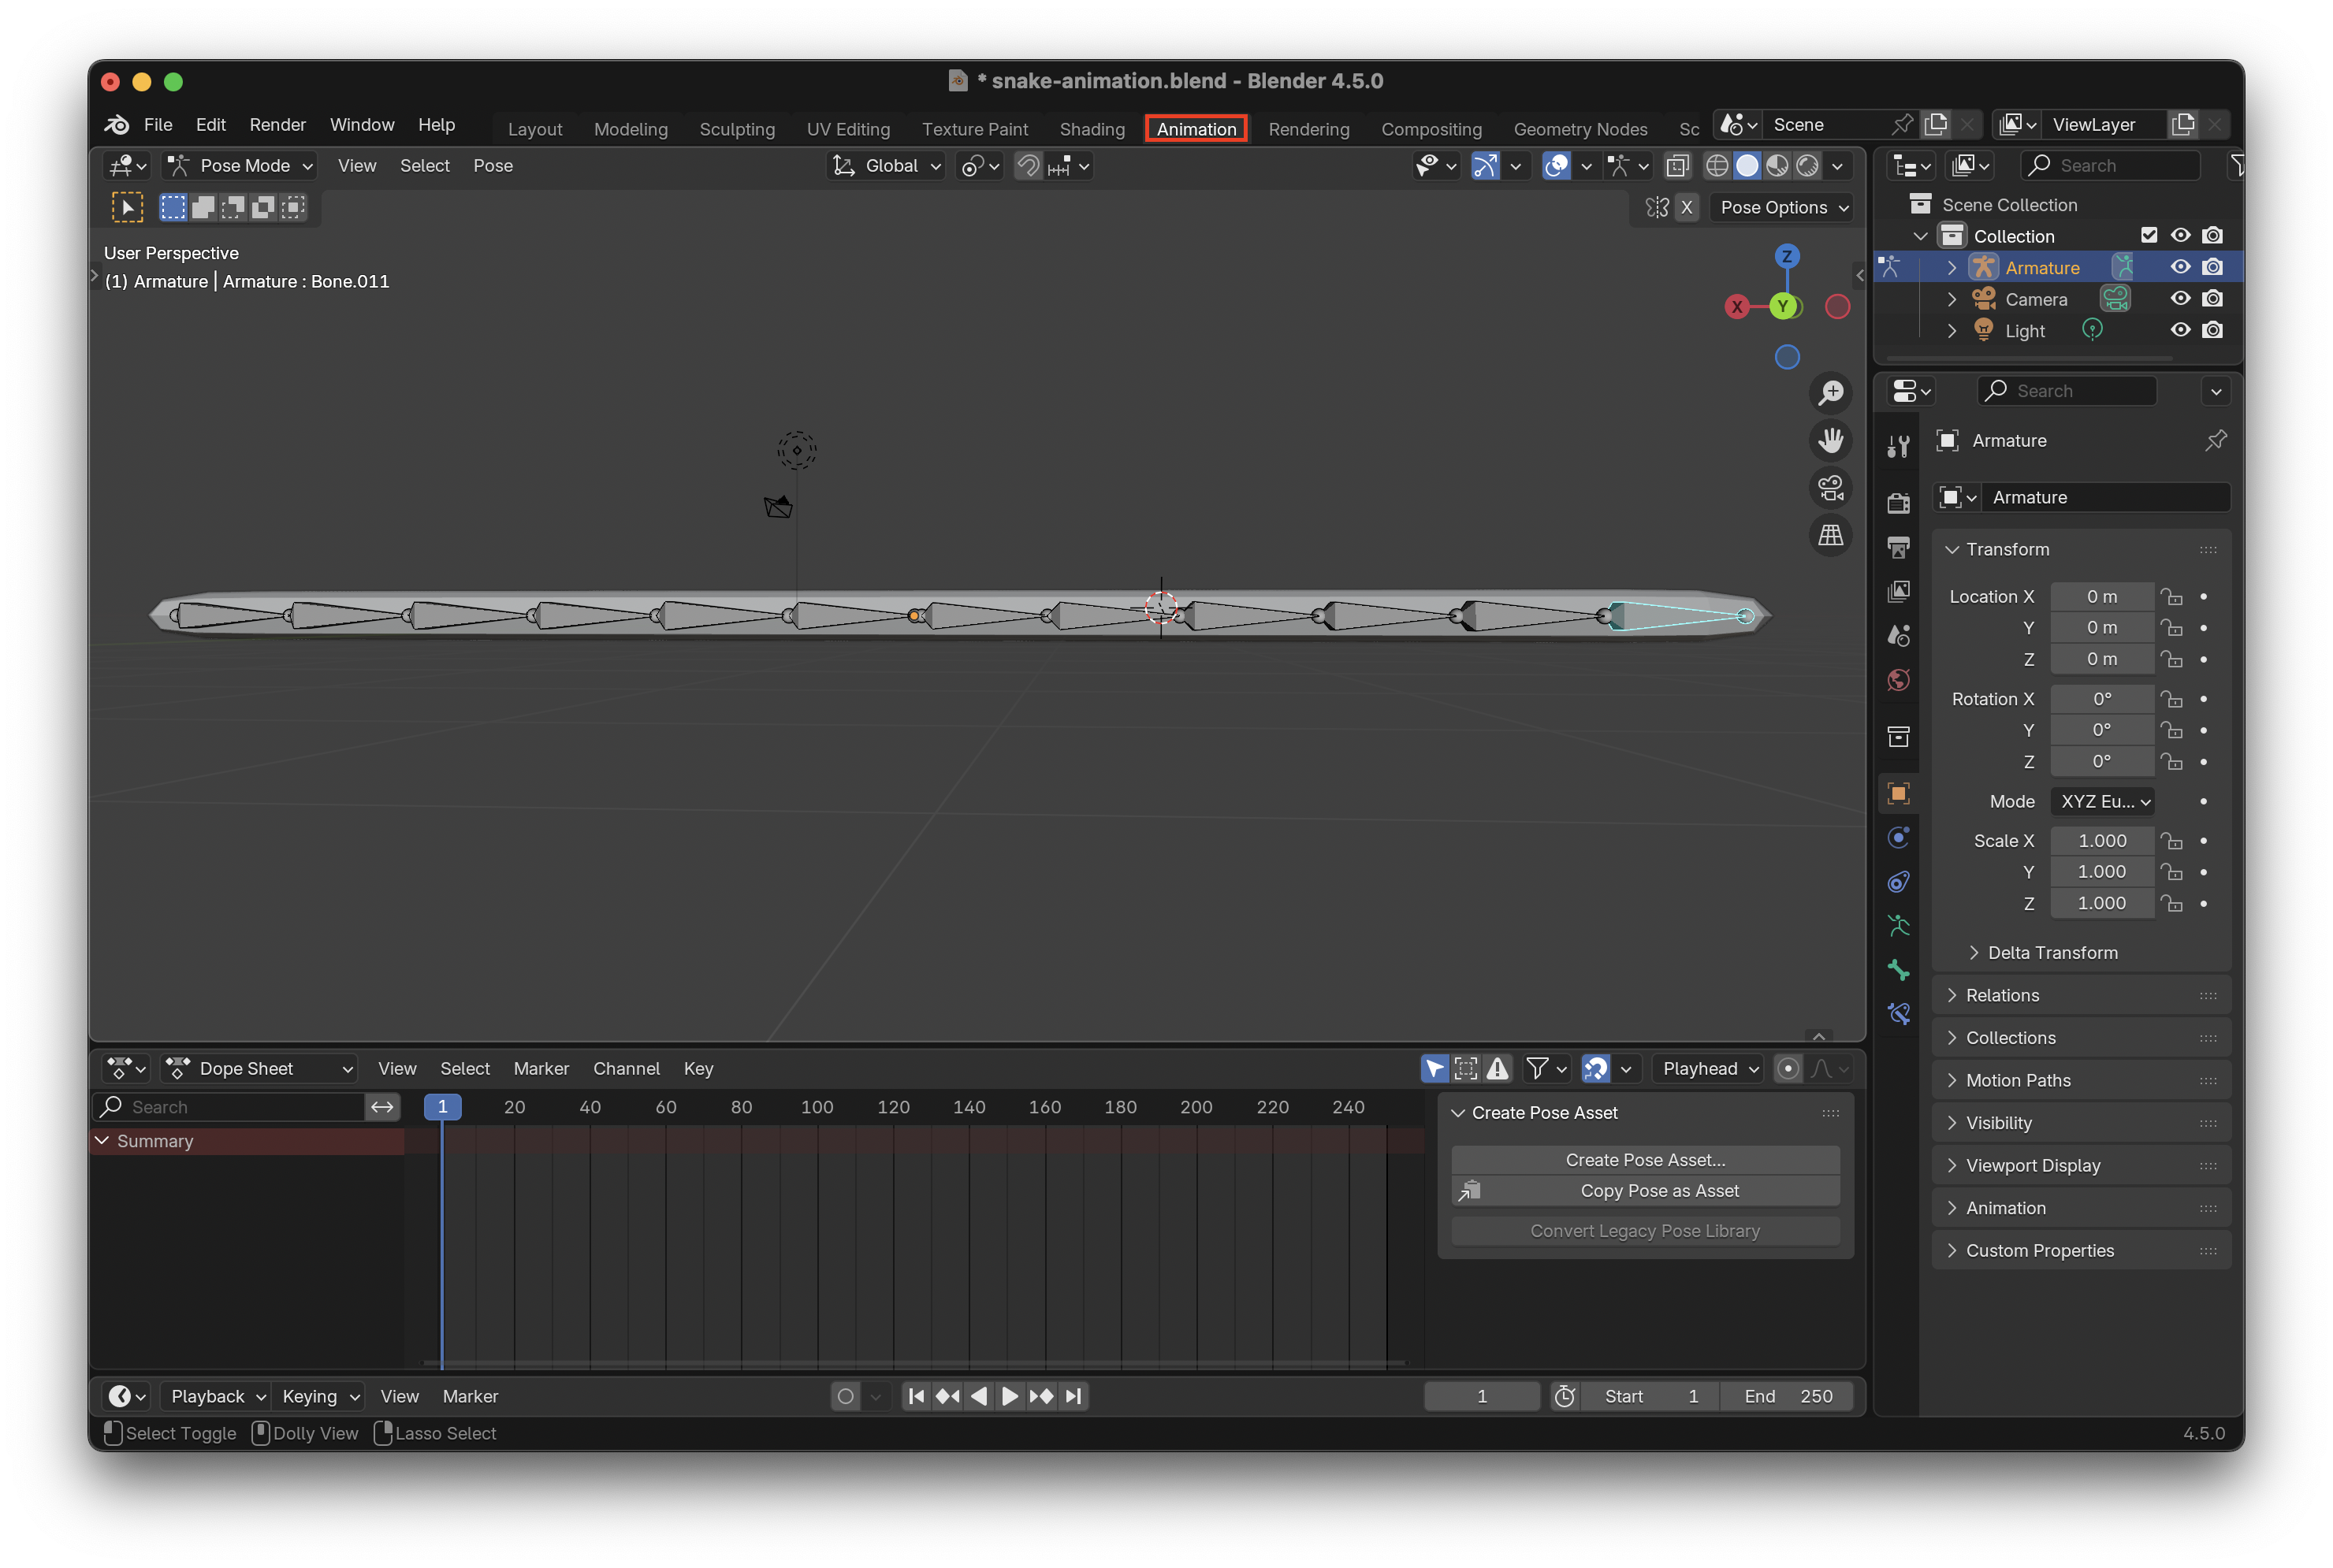 * snake-animation.blend - Blender 4.5.0
File Edit Render Window Help Layout Modeling Sculpting UV Editing Texture Paint Shading Animation Rendering Compositing Geometry Nodes Sc Scene ViewLayer
Pose Mode View Select Pose Global
X Pose Options
User Perspective
(1) Armature | Armature : Bone.011
Z
X Y
Search
Scene Collection
Collection
Armature
Camera
Light
Search
Armature
Armature
Transform
Location X 0 m
Y 0 m
Z 0 m
Rotation X 0°
Y 0°
Z 0°
Mode XYZ Eu...
Scale X 1.000
Y 1.000
Z 1.000
Delta Transform
Relations
Collections
Motion Paths
Visibility
Viewport Display
Animation
Custom Properties
Dope Sheet View Select Marker Channel Key Playhead
Search 1 20 40 60 80 100 120 140 160 180 200 220 240
Summary
Create Pose Asset
Create Pose Asset...
Copy Pose as Asset
Convert Legacy Pose Library
Playback Keying View Marker 1 Start 1 End 250
Select Toggle Dolly View Lasso Select 4.5.0